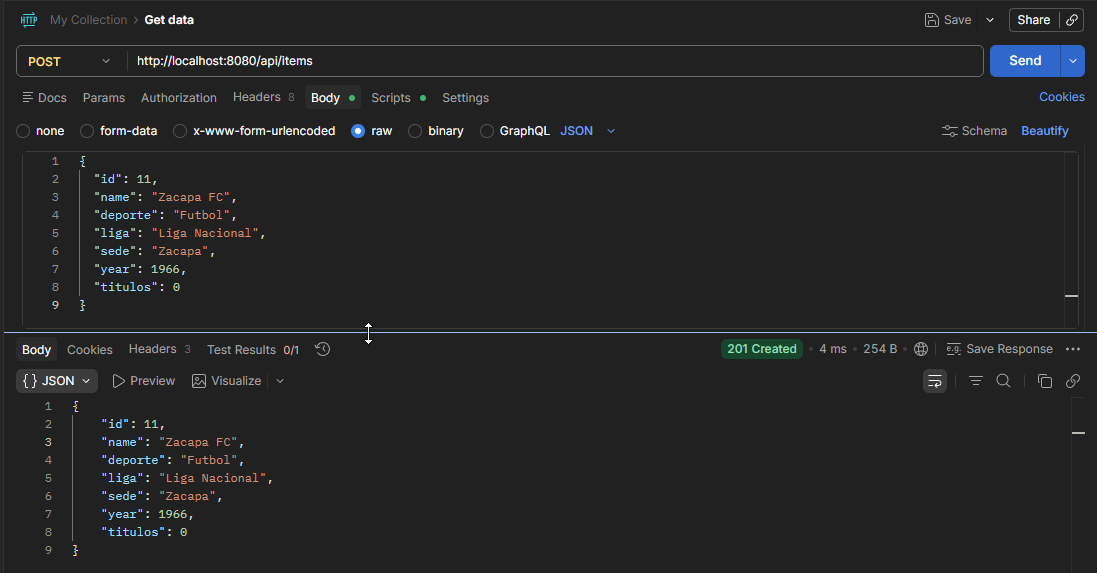 HTTP My Collection > Get data Save Share
POST http://localhost:8080/api/items Send
Docs Params Authorization Headers 8 Body Scripts Settings Cookies
none form-data x-www-form-urlencoded raw binary GraphQL JSON Schema Beautify
1 {
2 "id": 11,
3 "name": "Zacapa FC",
4 "deporte": "Futbol",
5 "liga": "Liga Nacional",
6 "sede": "Zacapa",
7 "year": 1966,
8 "titulos": 0
9 }
Body Cookies Headers 3 Test Results 0/1 201 Created • 4 ms • 254 B • e.g. Save Response
{} JSON Preview Visualize
1 {
2 "id": 11,
3 "name": "Zacapa FC",
4 "deporte": "Futbol",
5 "liga": "Liga Nacional",
6 "sede": "Zacapa",
7 "year": 1966,
8 "titulos": 0
9 }